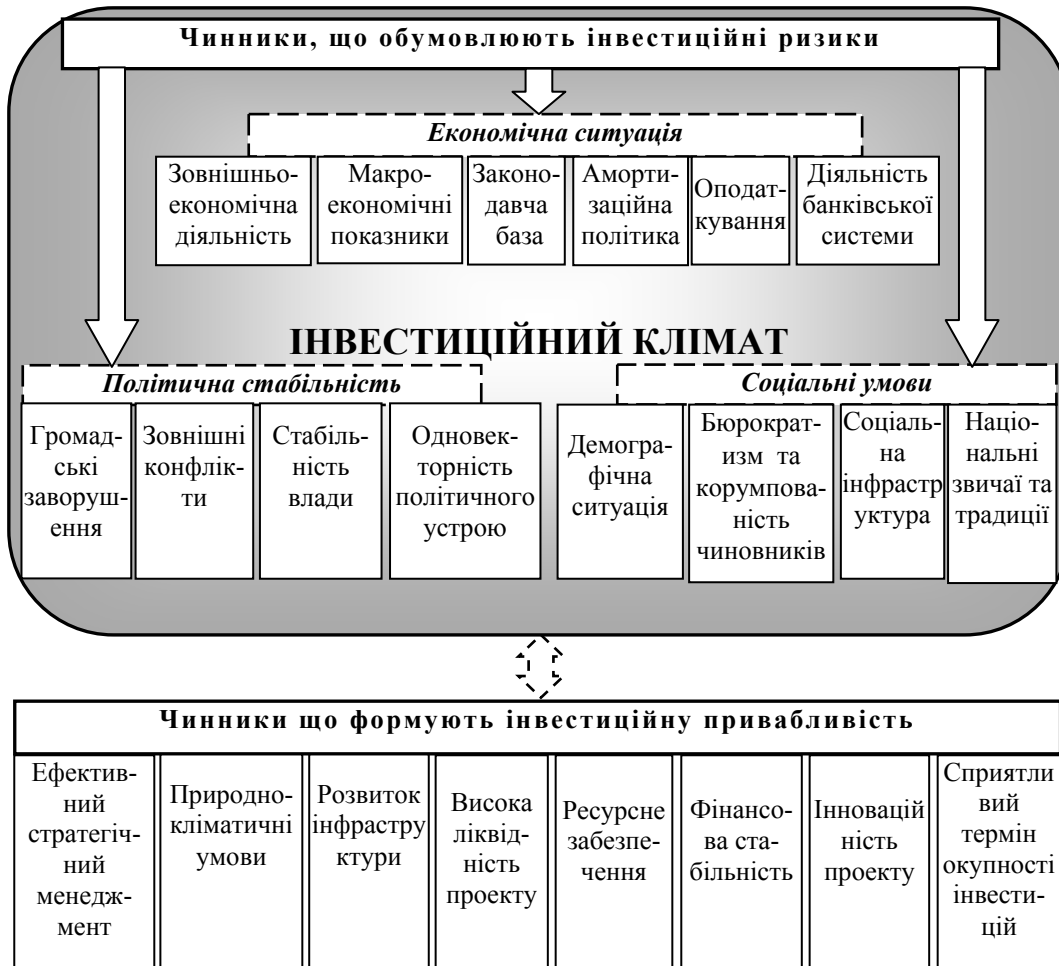 Чинники, що обумовлюють інвестиційні ризики
Економічна ситуація
Зовнішньо-
економічна
діяльність
Макро-
економічні
показники
Законо-
давча
база
Аморти-
заційна
політика
Оподат-
кування
Діяльність
банківської
системи
ІНВЕСТИЦІЙНИЙ КЛІМАТ
Політична стабільність
Громад-
ські
заворуш-
ення
Зовнішні
конфлік-
ти
Стабіль-
ність
влади
Одновек-
торність
політичного
устрою
Соціальні умови
Демогра-
фічна
ситуація
Бюрократ-
изм та
корумпова-
ність
чиновників
Соціаль-
на
інфрастр
уктура
Націо-
нальні
звичаї та
традиції
Чинники що формують інвестиційну привабливість
Ефектив-
ний
стратегіч-
ний
менедж-
мент
Природно-
кліматичні
умови
Розвиток
інфрастру
ктури
Висока
ліквід-
ність
проекту
Ресурсне
забезпе-
чення
Фінансо-
ва ста-
більність
Інновацій
ність
проекту
Сприятли
вий
термін
окупності
інвести-
цій